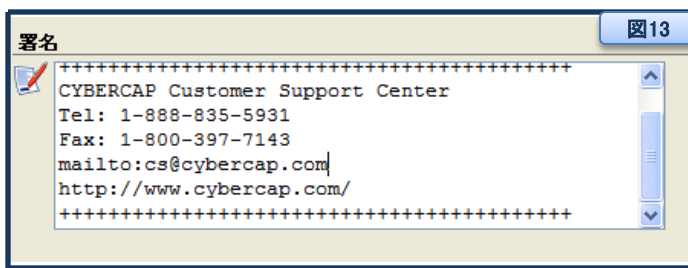 図13
署名
++++++++++++++++++++++++++++++++++++++++++
CYBERCAP Customer Support Center
Tel: 1-888-835-5931
Fax: 1-800-397-7143
mailto:cs@cybercap.com
http://www.cybercap.com/
++++++++++++++++++++++++++++++++++++++++++